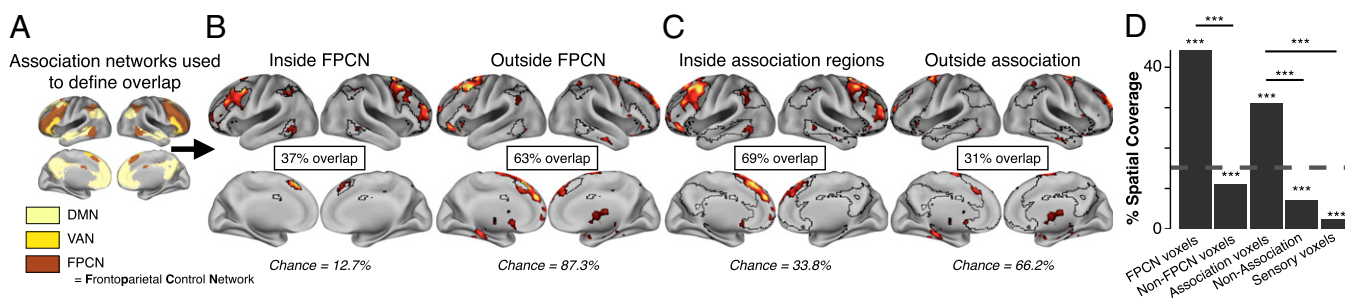 A
Association networks used
to define overlap
DMN
VAN
FPCN
= Frontoparietal Control Network
B
Inside FPCN
Outside FPCN
37% overlap
63% overlap
Chance = 12.7%
Chance = 87.3%
C
Inside association regions
Outside association
69% overlap
31% overlap
Chance = 33.8%
Chance = 66.2%
D
% Spatial Coverage
40
0
***
***
***
***
***
***
***
***
FPCN voxels
Non-FPCN voxels
Association voxels
Non-Association
Sensory voxels